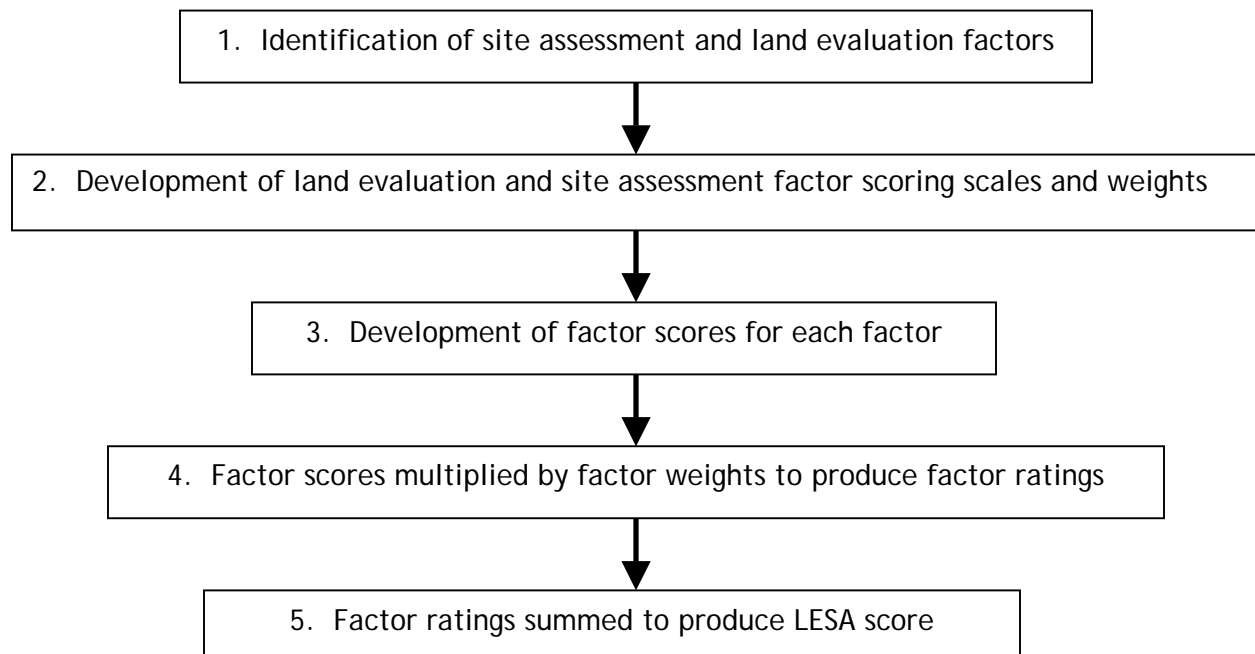 1. Identification of site assessment and land evaluation factors
2. Development of land evaluation and site assessment factor scoring scales and weights
3. Development of factor scores for each factor
4. Factor scores multiplied by factor weights to produce factor ratings
5. Factor ratings summed to produce LESA score